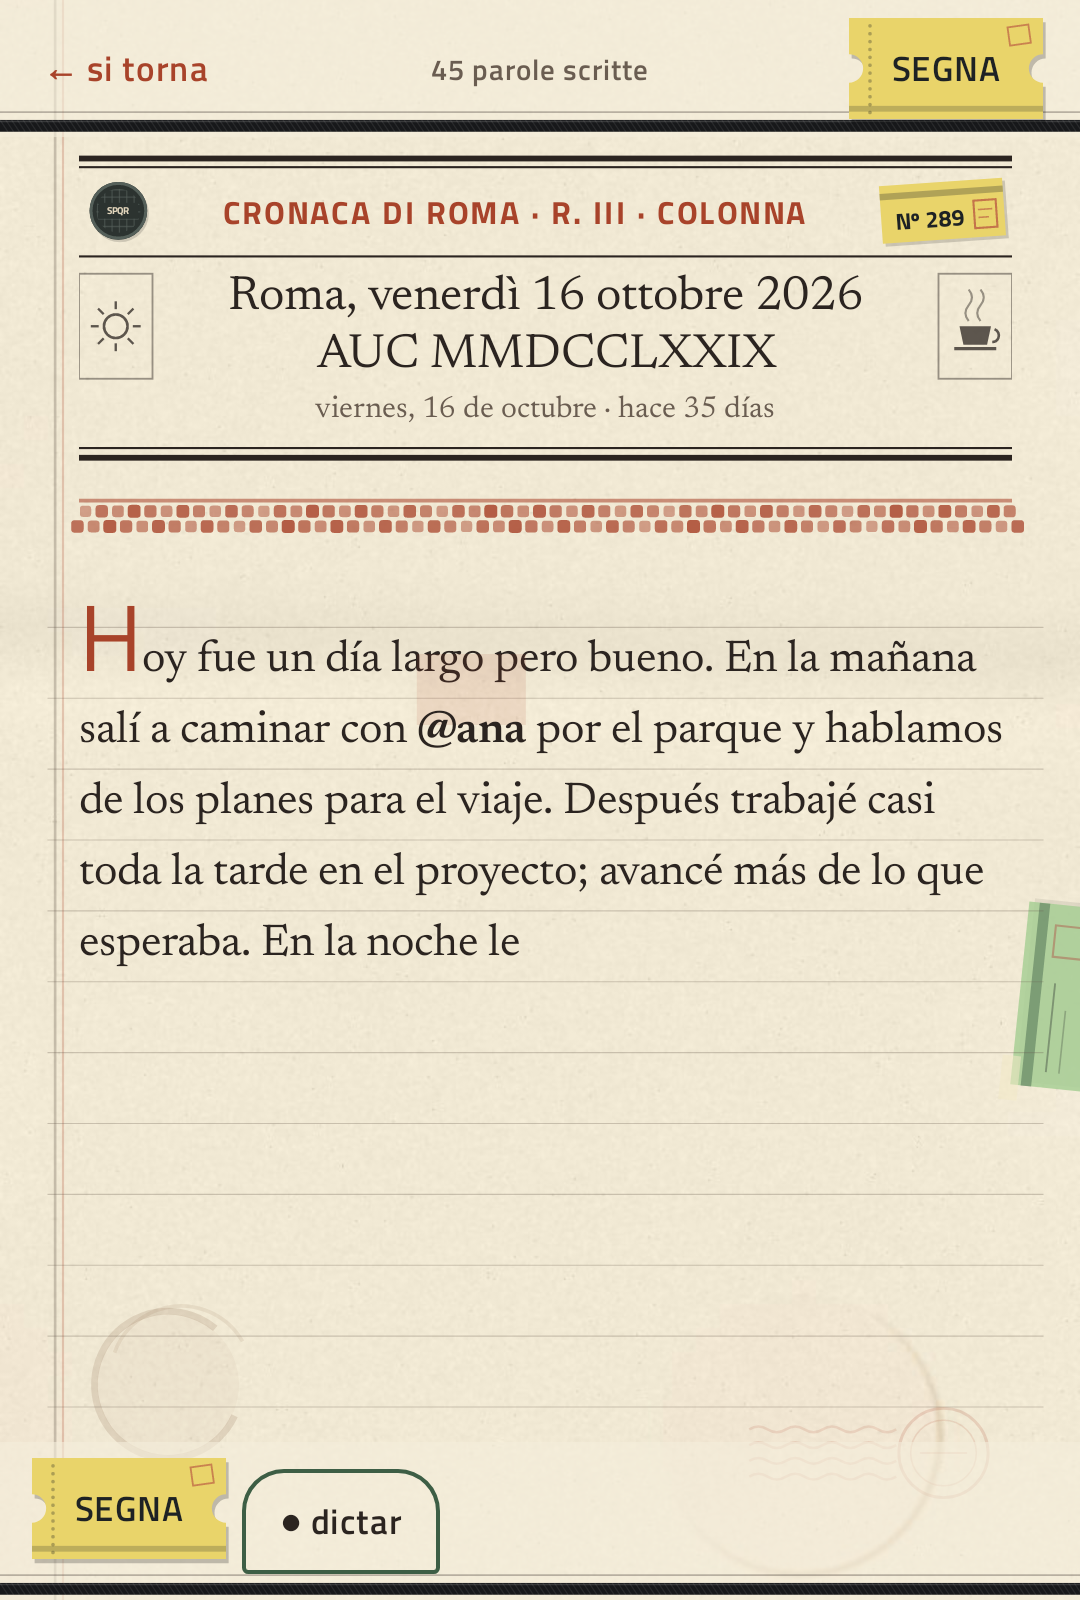 ← si torna
45 parole scritte
SEGNA
SPQR
CRONACA DI ROMA · R. III · COLONNA
Nº 289
Roma, venerdì 16 ottobre 2026
AUC MMDCCLXXIX
viernes, 16 de octubre · hace 35 días
Hoy fue un día largo pero bueno. En la mañana
salí a caminar con @ana por el parque y hablamos
de los planes para el viaje. Después trabajé casi
toda la tarde en el proyecto; avancé más de lo que
esperaba. En la noche le
SEGNA
● dictar